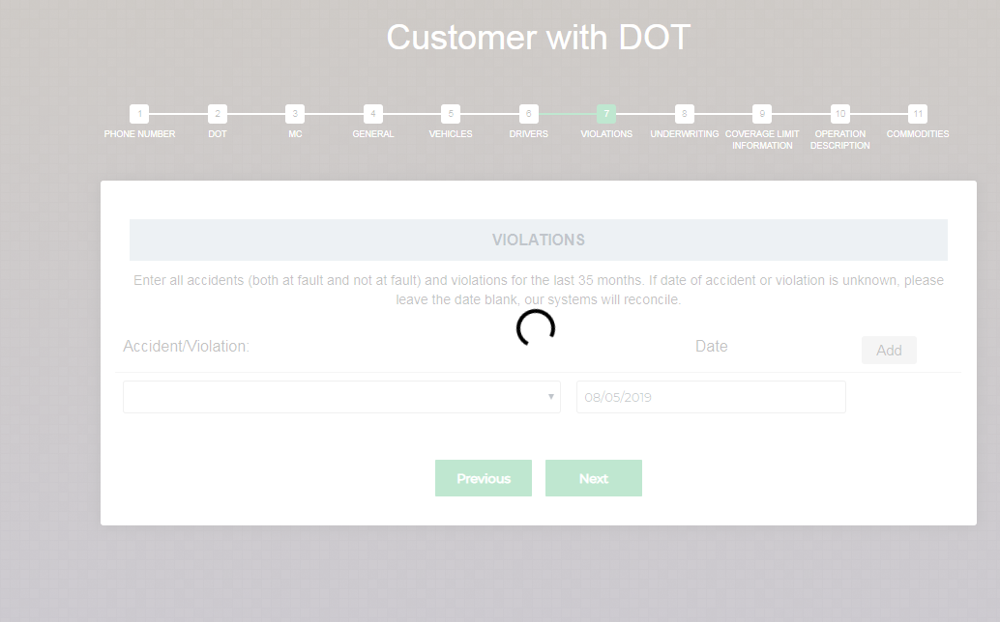 Customer with DOT
1 2 3 4 5 6 7 8 9 10 11
PHONE NUMBER DOT MC GENERAL VEHICLES DRIVERS VIOLATIONS UNDERWRITING COVERAGE LIMIT OPERATION COMMODITIES
INFORMATION DESCRIPTION
VIOLATIONS
Enter all accidents (both at fault and not at fault) and violations for the last 35 months. If date of accident or violation is unknown, please
leave the date blank, our systems will reconcile.
Accident/Violation: Date Add
08/05/2019
Previous Next